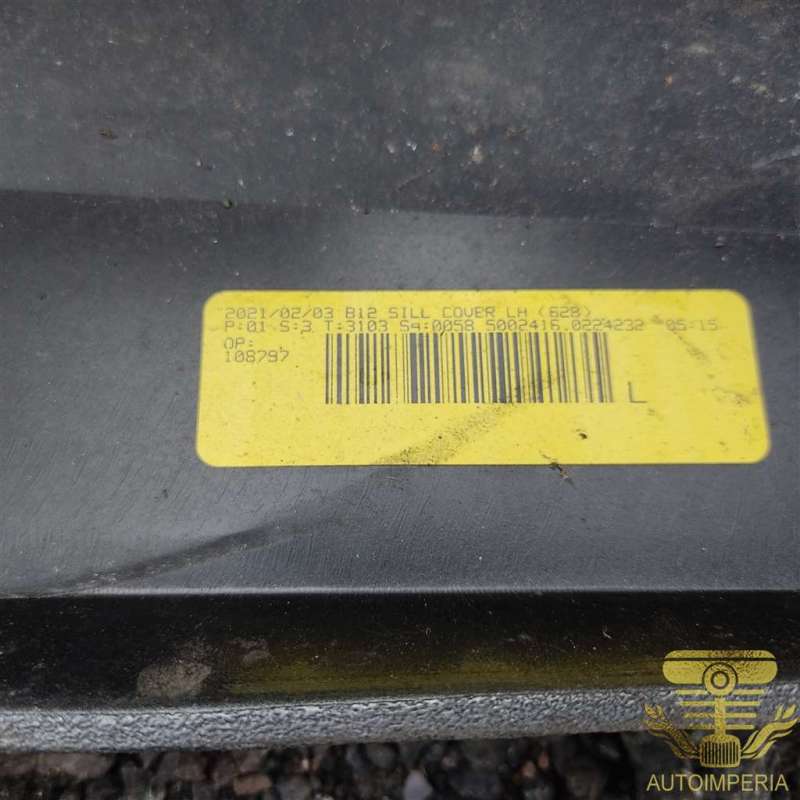 2021/02/03 B12 SILL COVER LH (628)
P:01 S:3 T:3103 Sq:0058 5002416.0224232 05:15
OP:
108797
L
AUTOIMPERIA